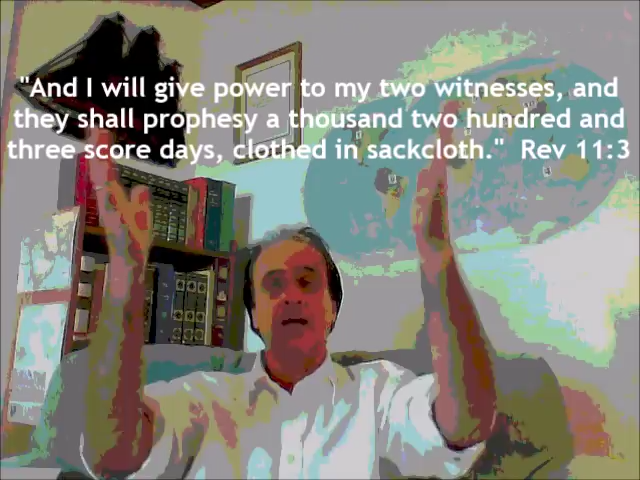 "And I will give power to my two witnesses, and
they shall prophesy a thousand two hundred and
three score days, clothed in sackcloth."  Rev 11:3